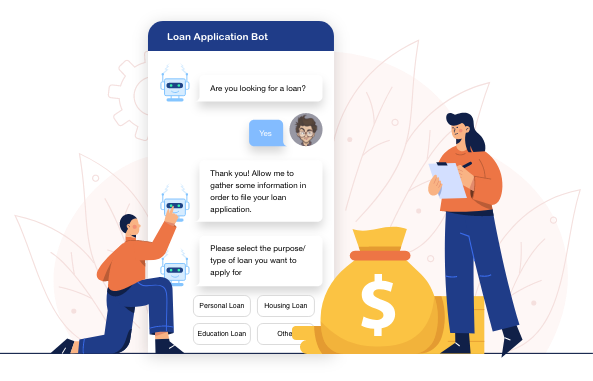 Loan Application Bot
Are you looking for a loan?
Yes
Thank you! Allow me to
gather some information in
order to file your loan
application.
Please select the purpose/
type of loan you want to
apply for
Personal Loan
Housing Loan
Education Loan
Othe
$